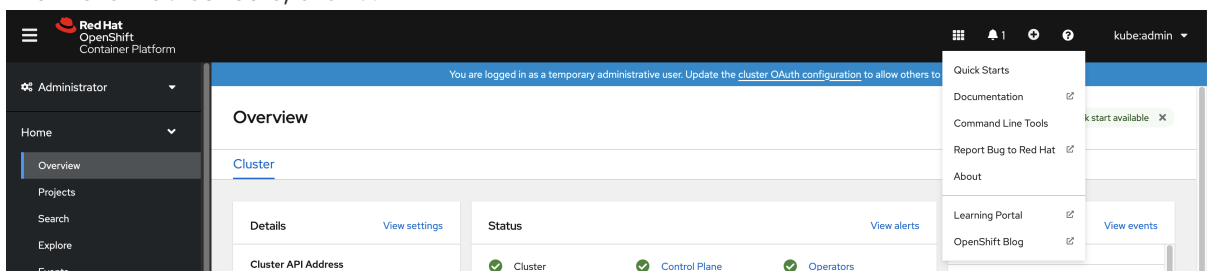 Red Hat
OpenShift
Container Platform
1
kube:admin
Administrator
You are logged in as a temporary administrative user. Update the cluster OAuth configuration to allow others to
Quick Starts
Documentation
Command Line Tools
Report Bug to Red Hat
About
Learning Portal
OpenShift Blog
Home
Overview
Projects
Search
Explore
Events
Overview
k start available
Cluster
Details
View settings
Status
View alerts
View events
Cluster API Address
Cluster
Control Plane
Operators